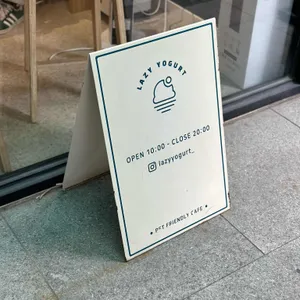 LAZY YOGURT
OPEN 10:00 - CLOSE 20:00
lazyyogurt_
• PET FRIENDLY CAFE •